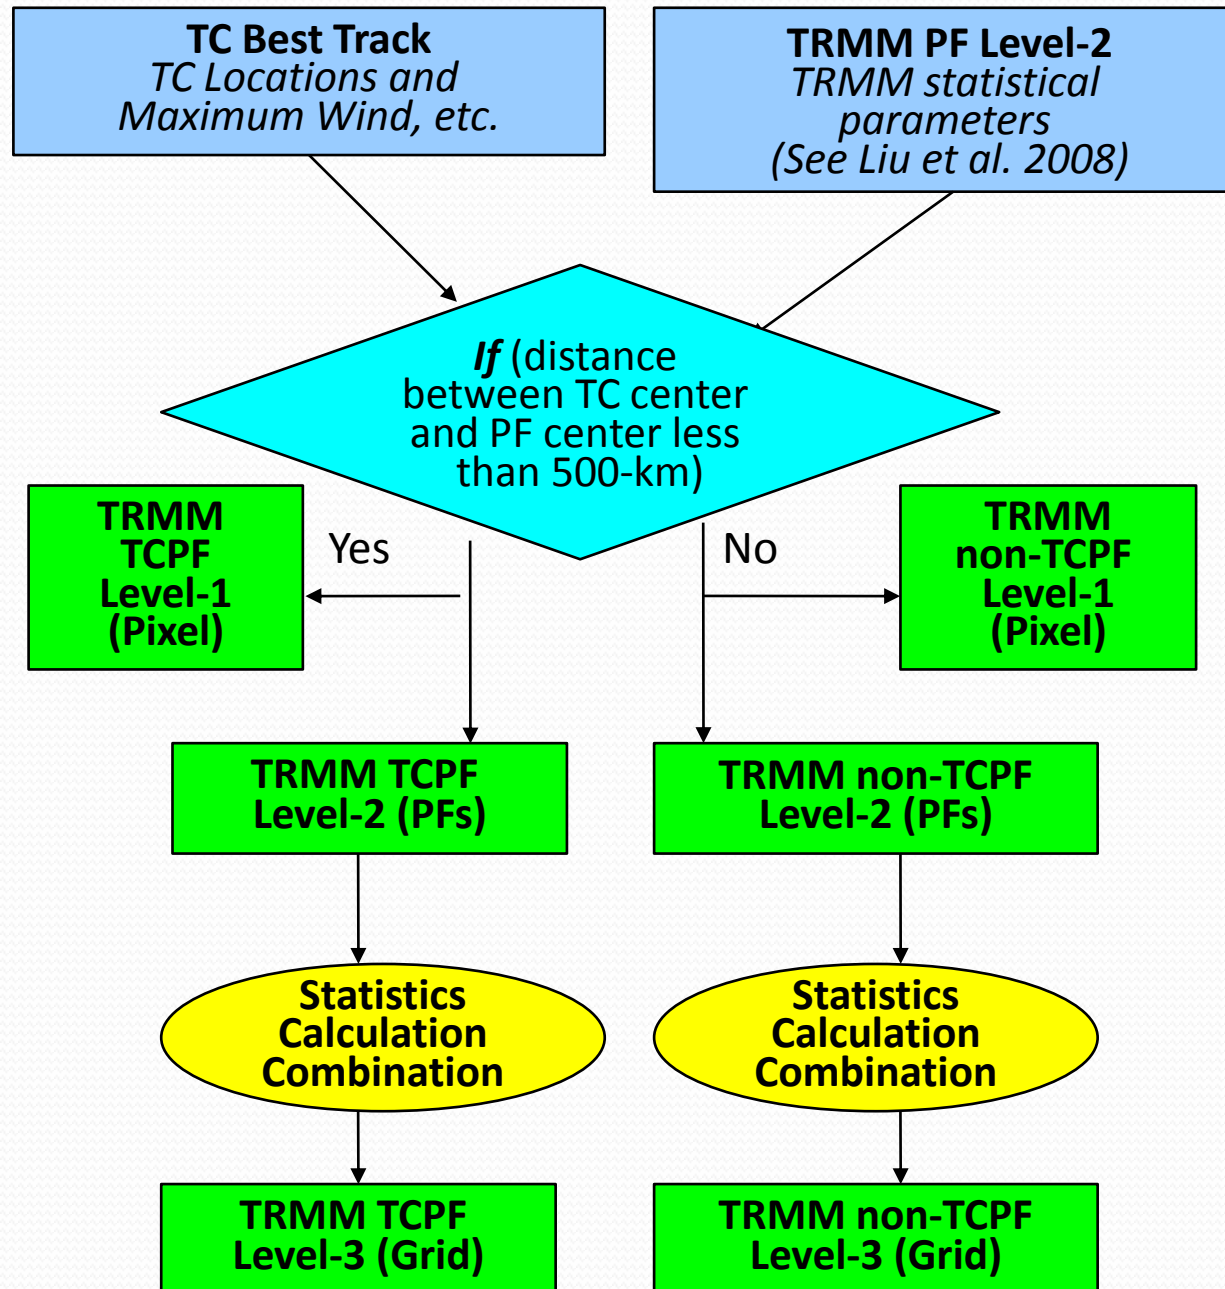 TC Best Track
TC Locations and
Maximum Wind, etc.
TRMM PF Level-2
TRMM statistical
parameters
(See Liu et al. 2008)
If (distance
between TC center
and PF center less
than 500-km)
TRMM
TCPF
Level-1
(Pixel)
Yes
No
TRMM
non-TCPF
Level-1
(Pixel)
TRMM TCPF
Level-2 (PFs)
TRMM non-TCPF
Level-2 (PFs)
Statistics
Calculation
Combination
Statistics
Calculation
Combination
TRMM TCPF
Level-3 (Grid)
TRMM non-TCPF
Level-3 (Grid)